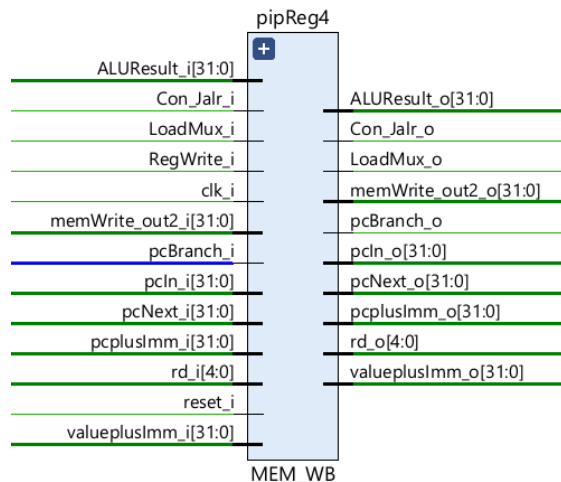 pipReg4
+
ALUResult_i[31:0]
Con_Jalr_i
LoadMux_i
RegWrite_i
clk_i
memWrite_out2_i[31:0]
pcBranch_i
pcIn_i[31:0]
pcNext_i[31:0]
pcplusImm_i[31:0]
rd_i[4:0]
reset_i
valueplusImm_i[31:0]
ALUResult_o[31:0]
Con_Jalr_o
LoadMux_o
memWrite_out2_o[31:0]
pcBranch_o
pcIn_o[31:0]
pcNext_o[31:0]
pcplusImm_o[31:0]
rd_o[4:0]
valueplusImm_o[31:0]
MEM_WB